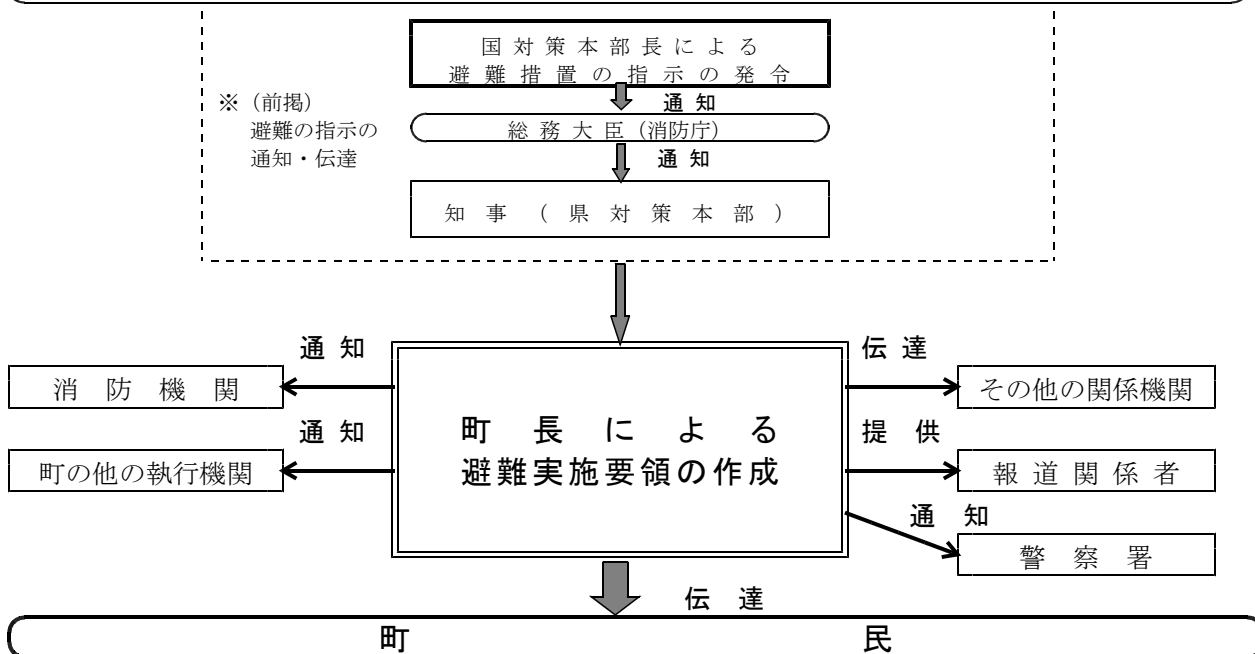 国対策本部長による
避難措置の指示の発令
※(前掲)
避難の指示の
通知・伝達
通知
総務大臣(消防庁)
通知
知事(県対策本部)
通知
伝達
消防機関
その他の関係機関
通知
町長による
避難実施要領の作成
提供
町の他の執行機関
報道関係者
通知
警察署
伝達
町民